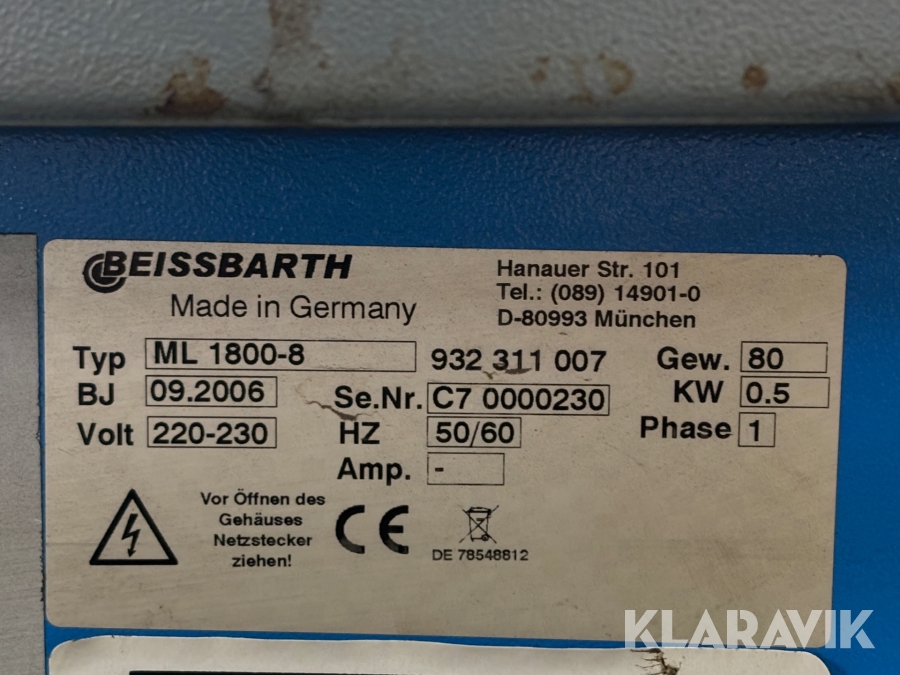 BEISSBARTH
Made in Germany
Hanauer Str. 101
Tel.: (089) 14901-0
D-80993 München
Typ ML 1800-8 932 311 007 Gew. 80
BJ 09.2006 Se.Nr. C7 0000230 KW 0.5
Volt 220-230 HZ 50/60 Phase 1
Amp. -
Vor Öffnen des
Gehäuses
Netzstecker
ziehen!
CE
DE 78548812
KLARAVIK